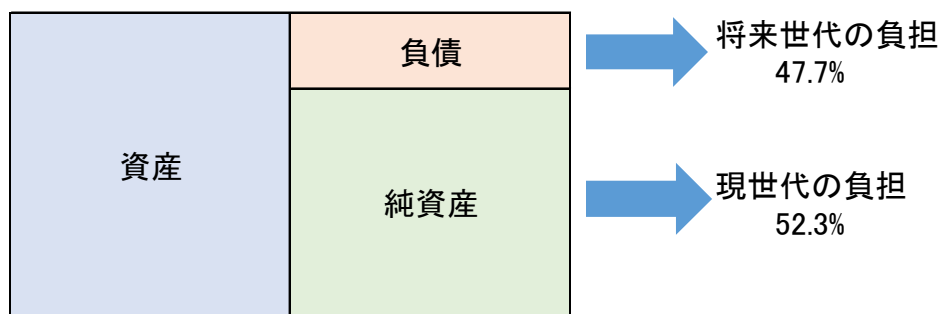 資産
負債
純資産
将来世代の負担
47.7%
現世代の負担
52.3%